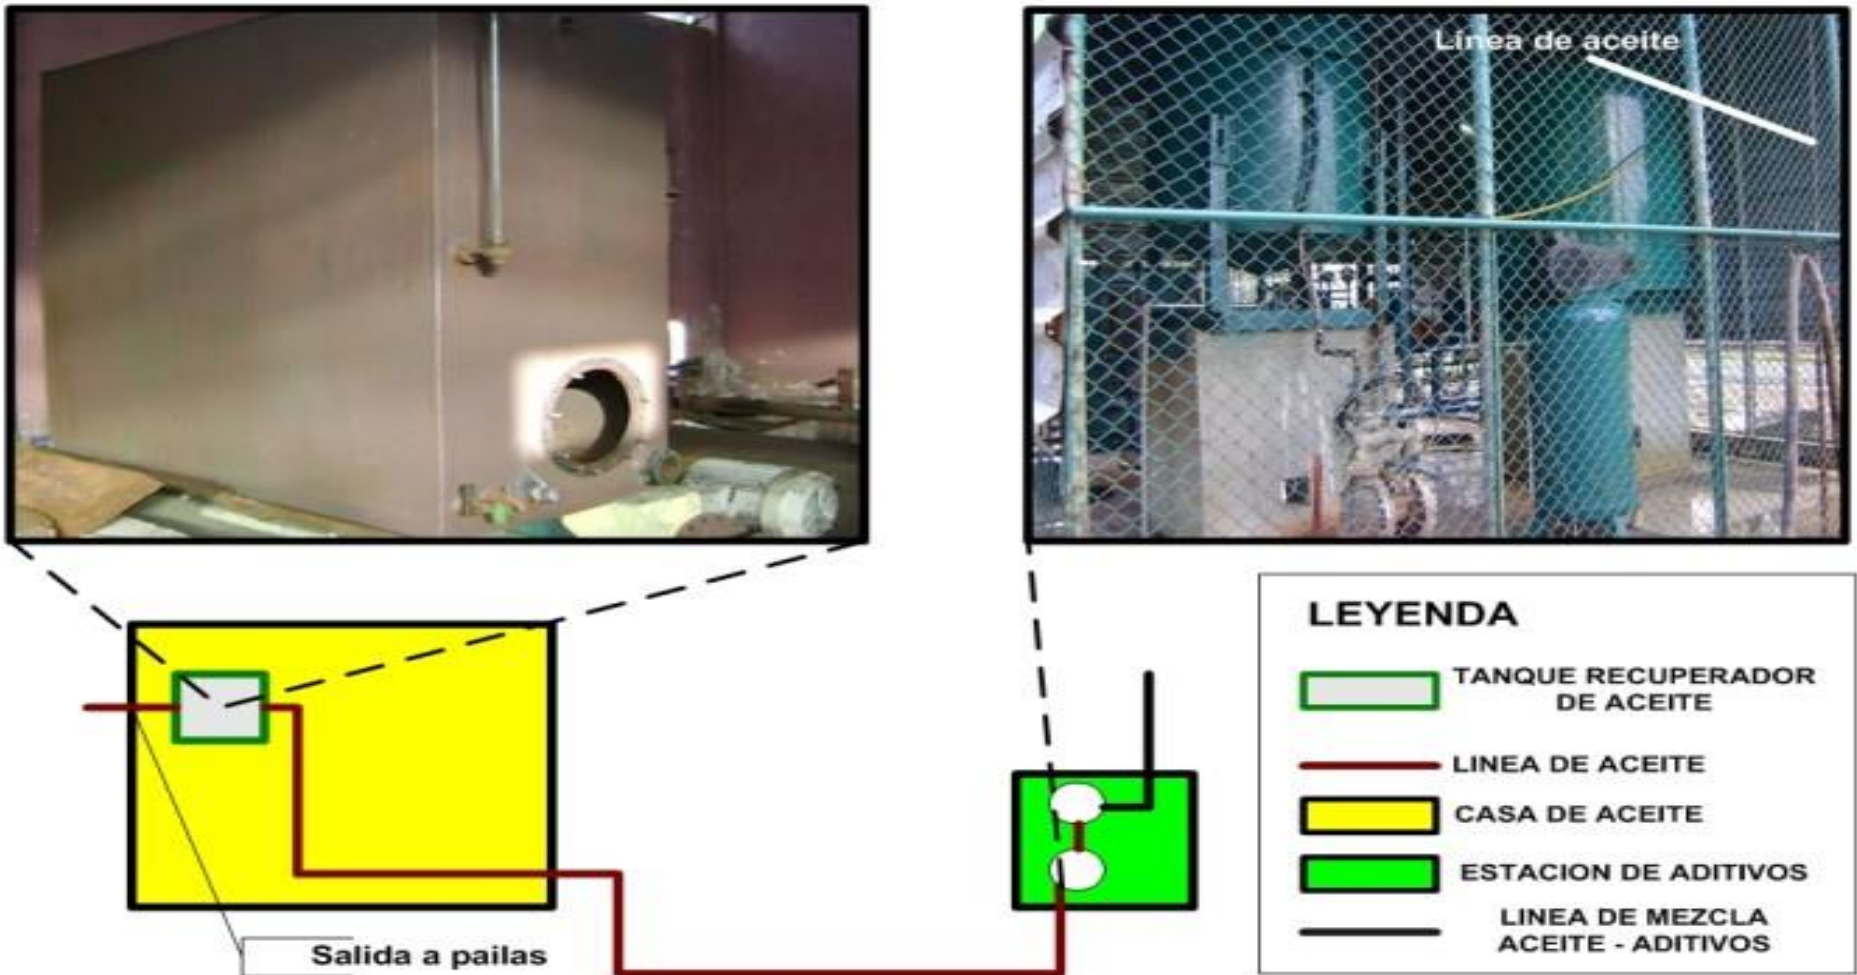 Línea de aceite
LEYENDA
TANQUE RECUPERADOR
DE ACEITE
LINEA DE ACEITE
CASA DE ACEITE
ESTACION DE ADITIVOS
LINEA DE MEZCLA
ACEITE - ADITIVOS
Salida a pailas